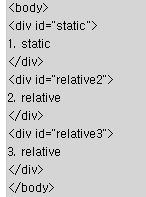 <body>
<div id="static">
1. static
</div>
<div id="relative2">
2. relative
</div>
<div id="relative3">
3. relative
</div>
</body>